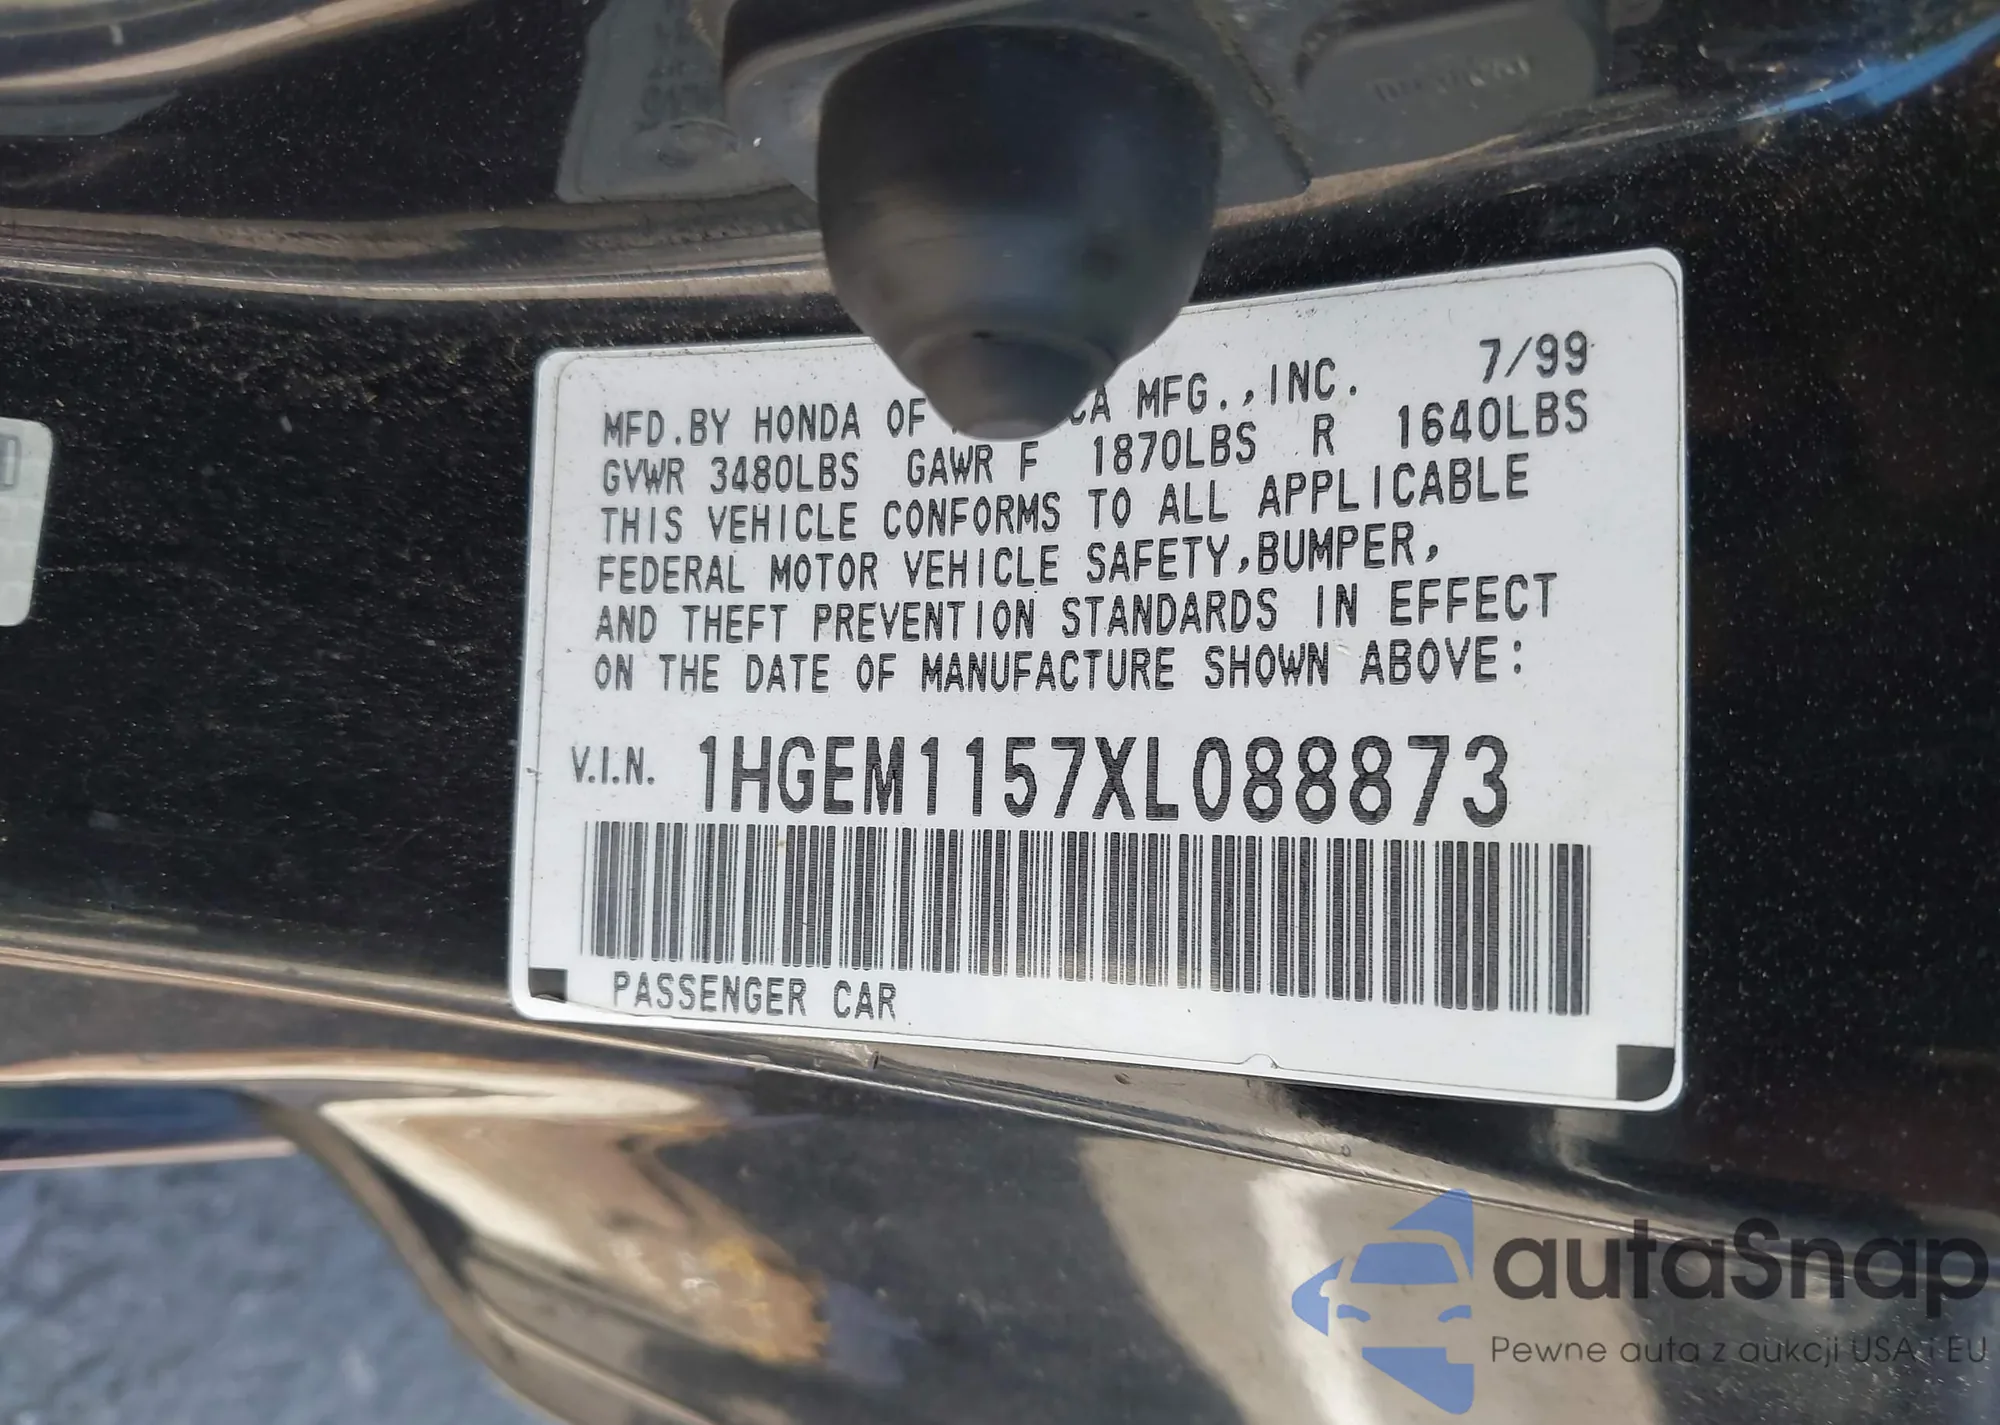 7/99
MFD.BY HONDA OF CA MFG.,INC.
GVWR 3480LBS GAWR F 1870LBS R 1640LBS
THIS VEHICLE CONFORMS TO ALL APPLICABLE
FEDERAL MOTOR VEHICLE SAFETY,BUMPER,
AND THEFT PREVENTION STANDARDS IN EFFECT
ON THE DATE OF MANUFACTURE SHOWN ABOVE:
V.I.N. 1HGEM1157XL088873
PASSENGER CAR
autaSnap
Pewne auta z aukcji USA i EU